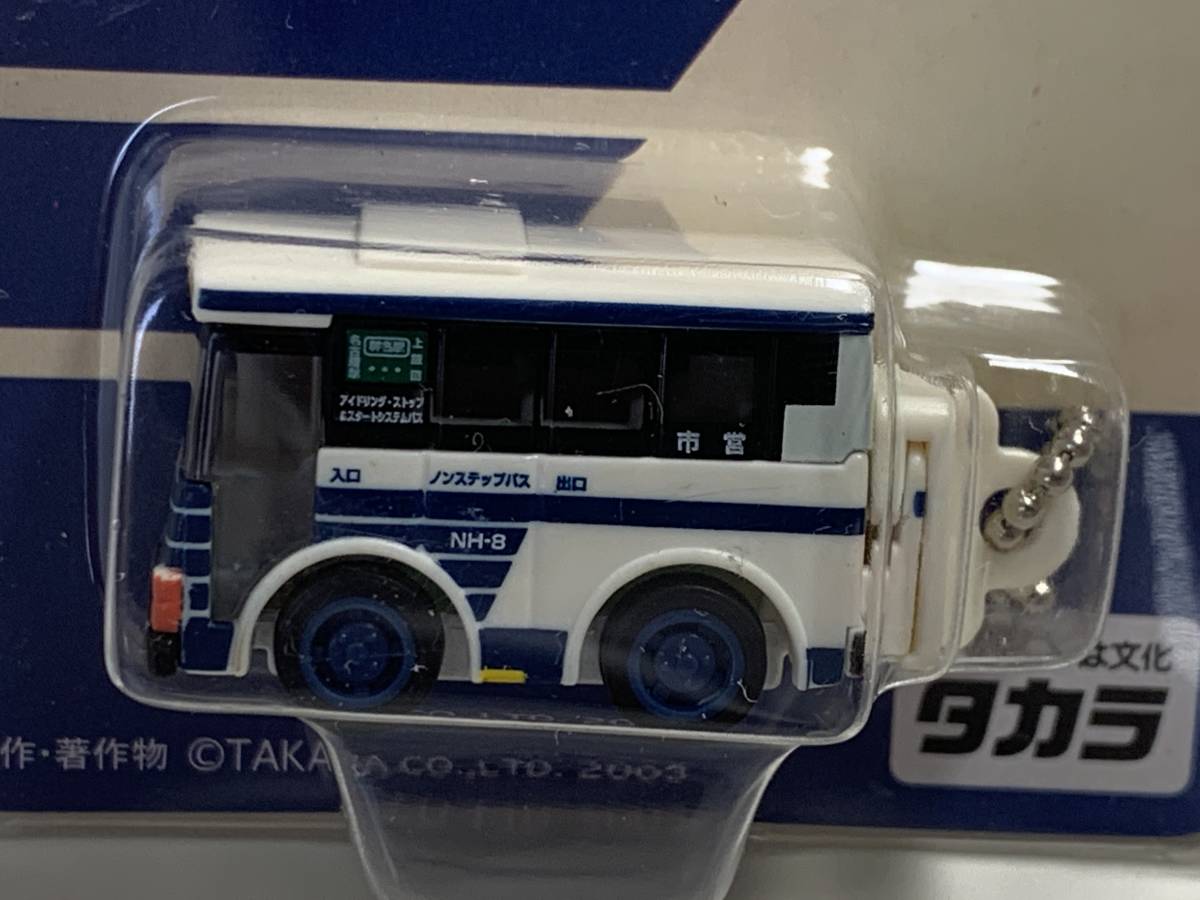 名古屋駅
上飯田
アイドリング・ストップ
&スタートシステムバス
市営
入口
ノンステップバス
出口
NH-8
は文化
タカラ
作・著作物 ©TAKARA CO.,LTD. 2003